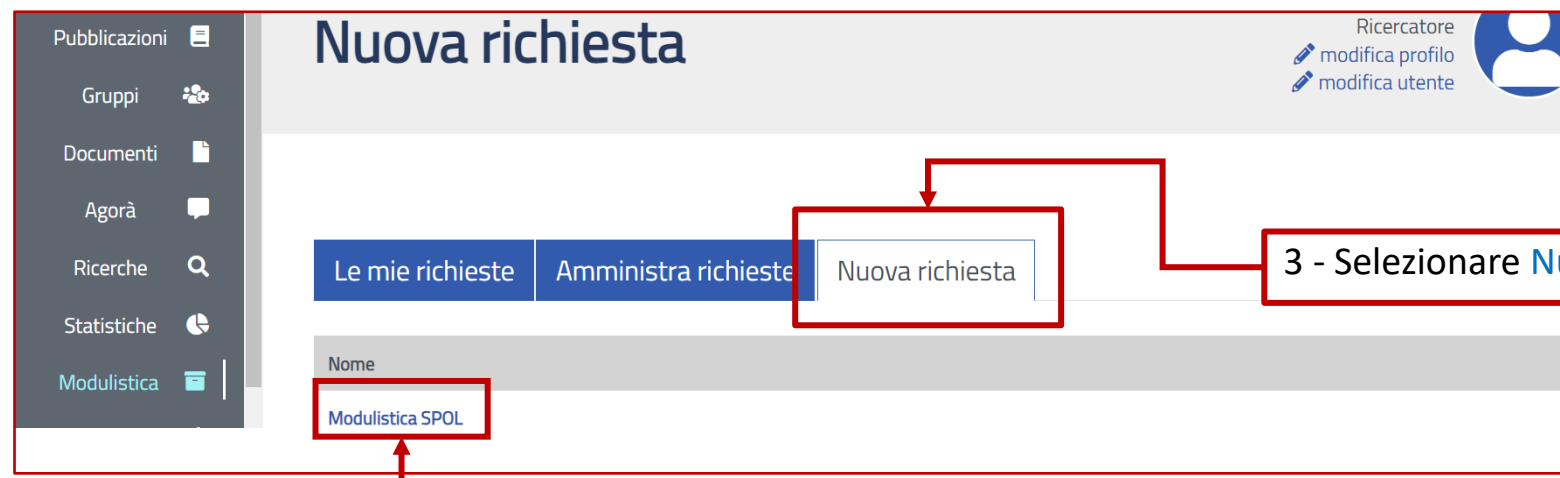 Pubblicazioni
Gruppi
Documenti
Agorà
Ricerche
Statistiche
Modulistica
Nuova richiesta
Ricercatore
modifica profilo
modifica utente
Le mie richieste
Amministra richieste
Nuova richiesta
3 - Selezionare
Nome
Modulistica SPOL